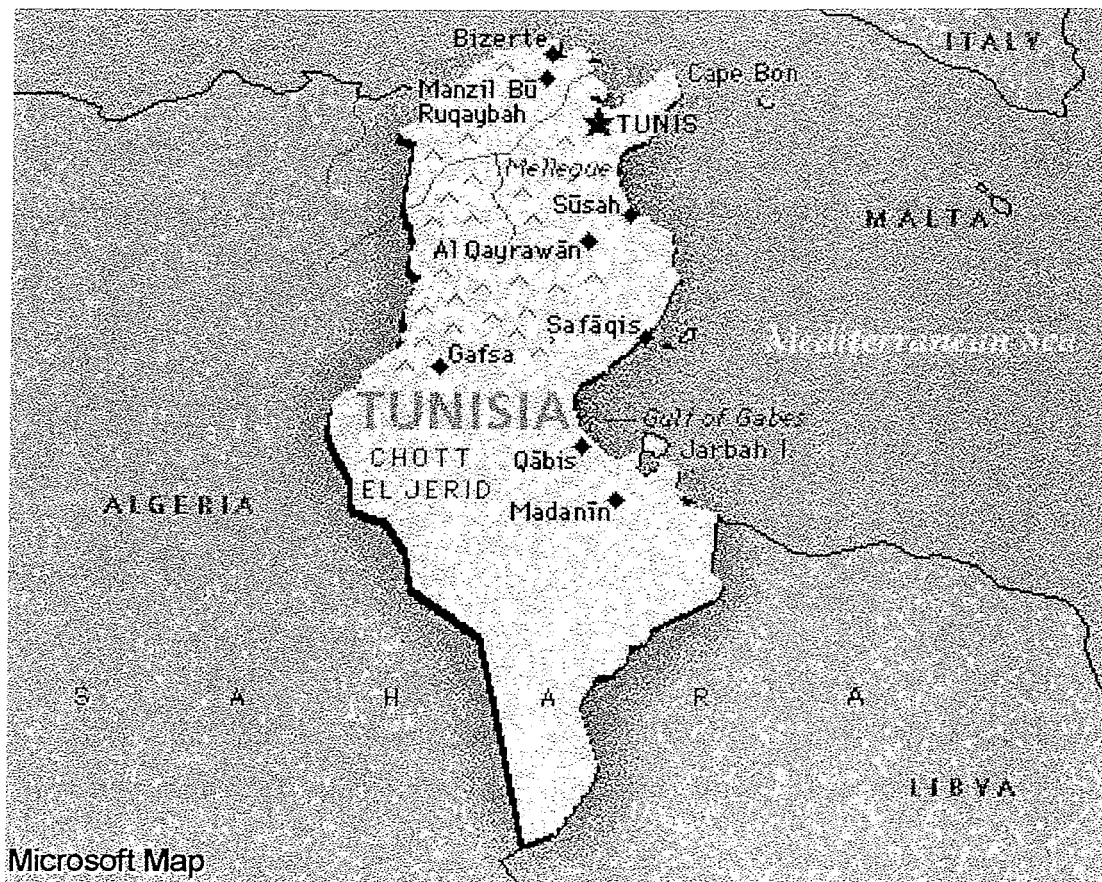 ITALY
Bizerte
Cape Bon
Manzil Bū
Ruqaybah
TUNIS
Mellegue
Sūsah
MALTA
Al Qayrawān
Safāqis
Mediterranean Sea
Gafsa
TUNISIA
Gulf of Gabes
CHOTT
Qābis
Jarbah I.
EL JERID
ALGERIA
Madanīn
S A H A R A
LIBYA
Microsoft Map